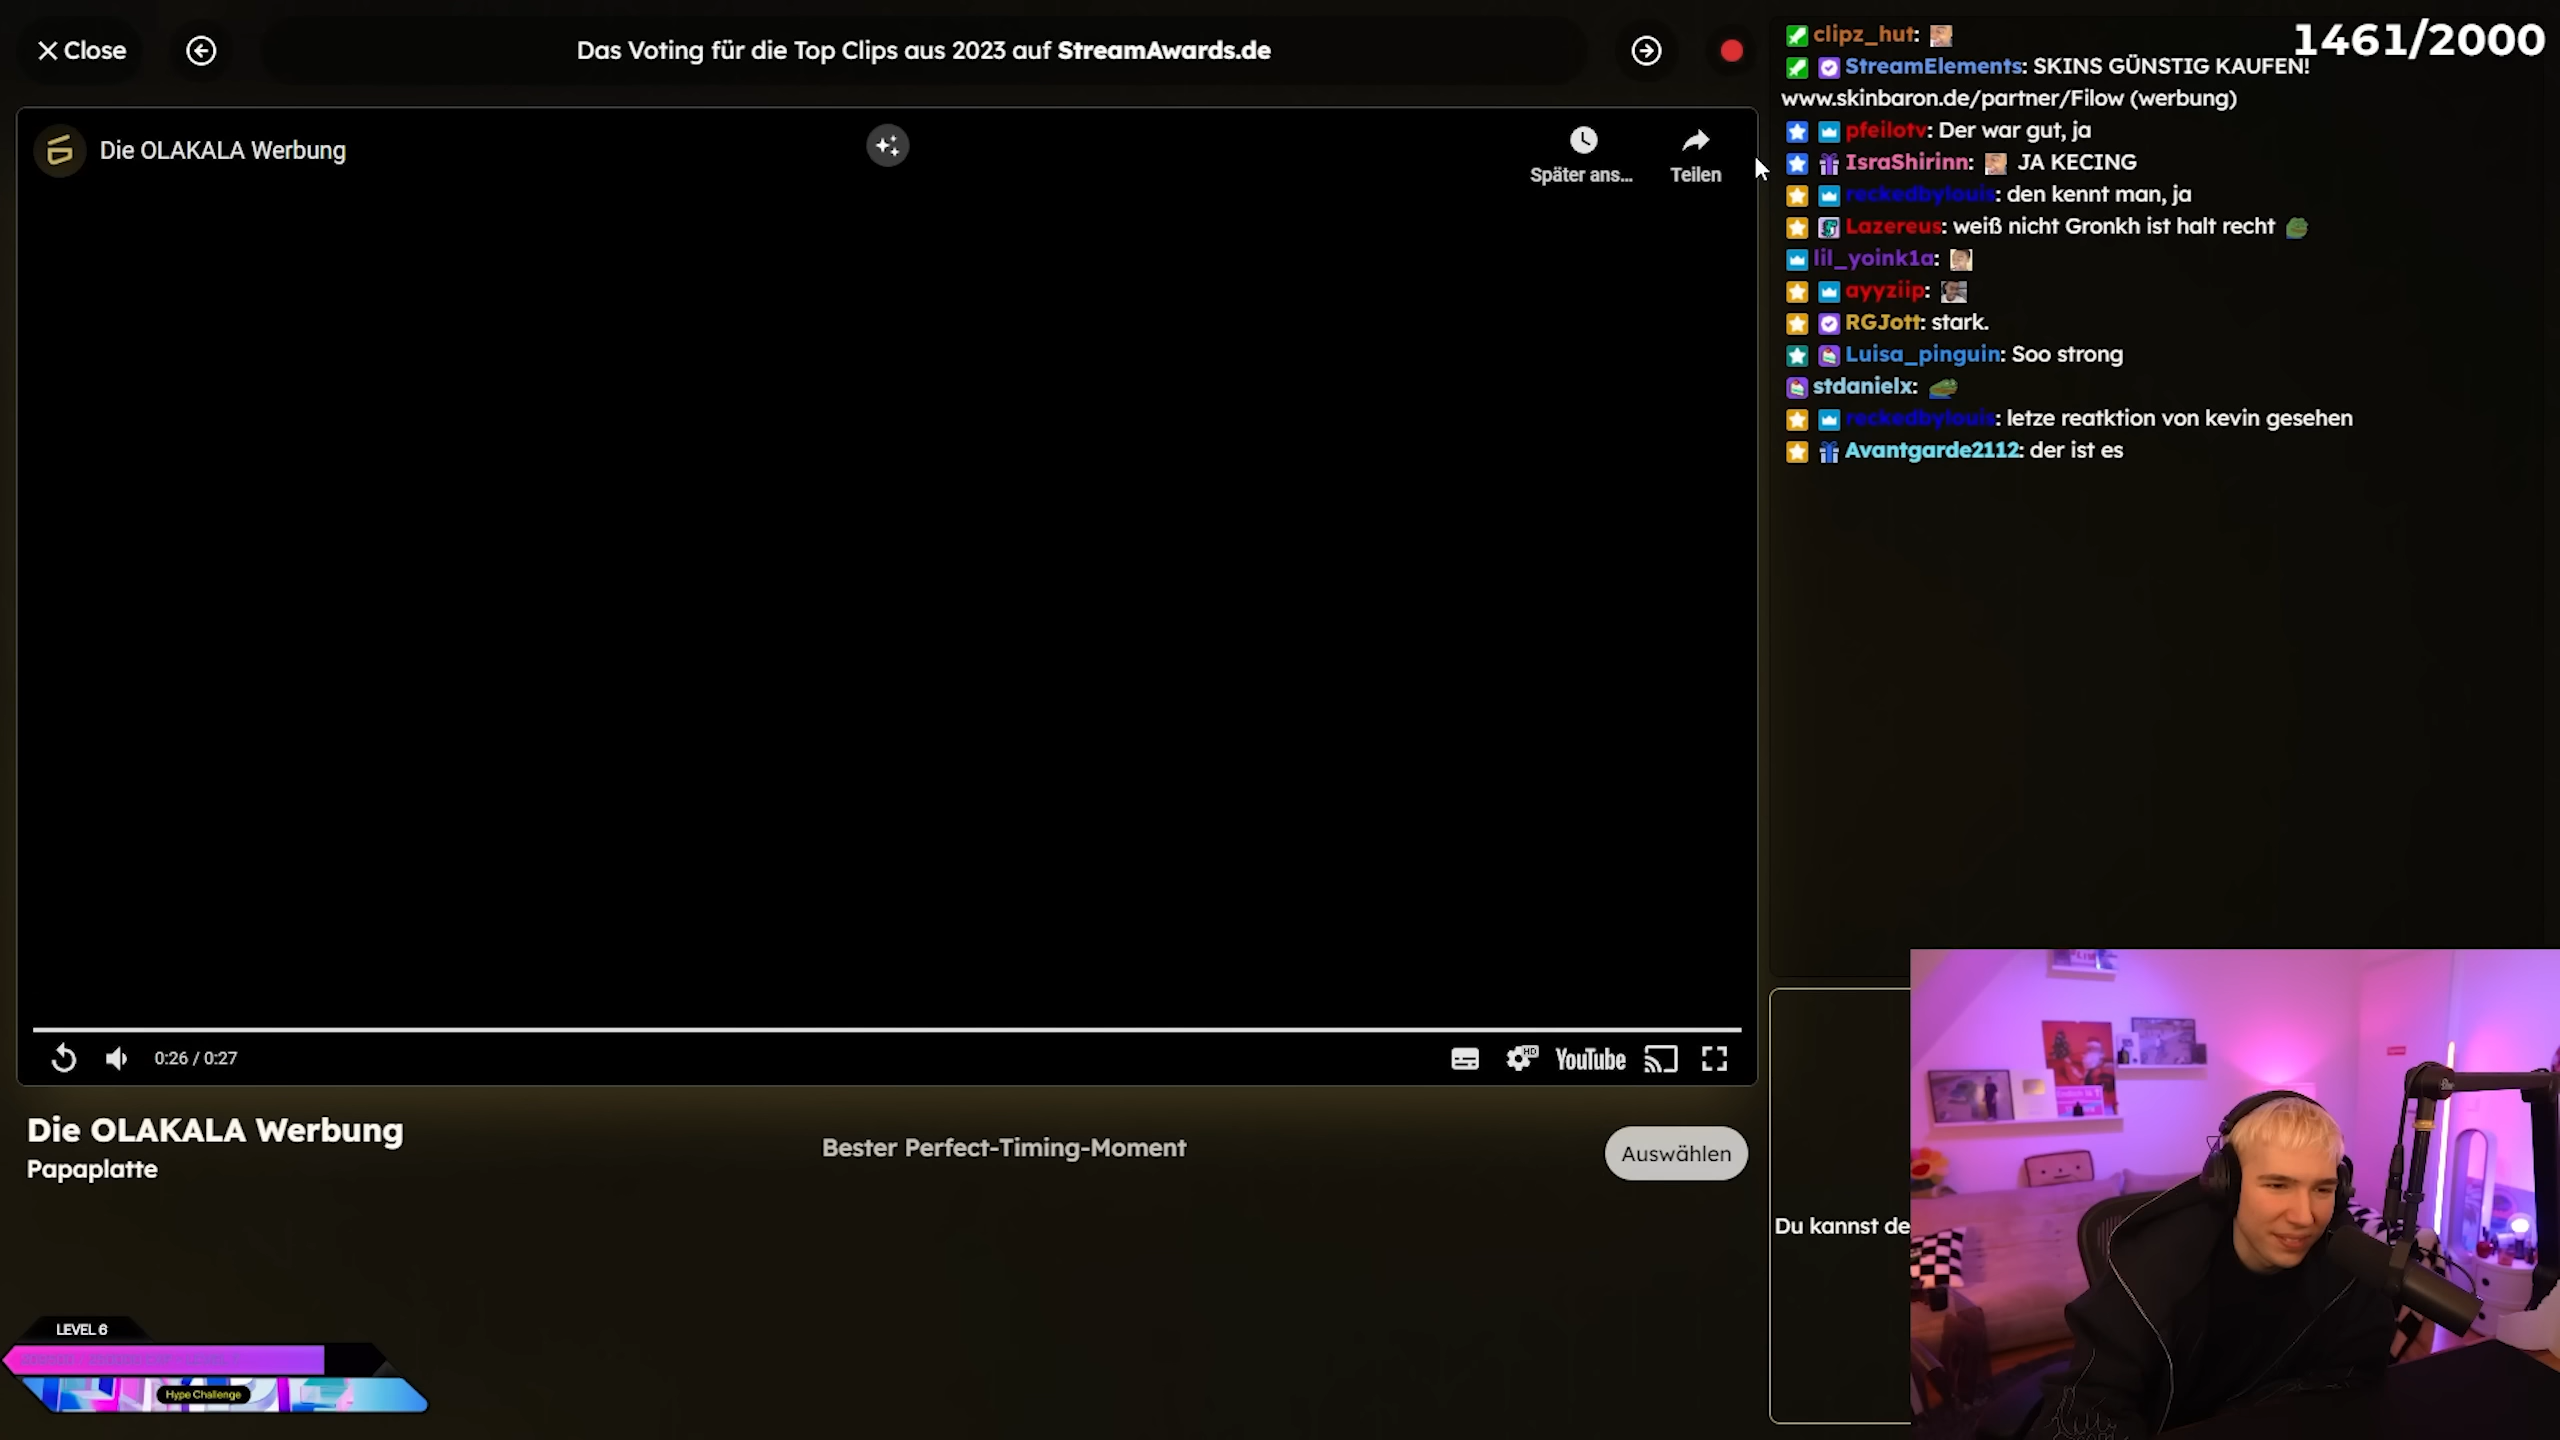 Close
Das Voting für die Top Clips aus 2023 auf StreamAwards.de
Die OLAKALA Werbung
Später ans...
Teilen
0:26 / 0:27
HD
YouTube
Die OLAKALA Werbung
Papaplatte
Bester Perfect-Timing-Moment
Auswählen
LEVEL 6
Hype Challenge
1461/2000
clipz_hut:
StreamElements: SKINS GÜNSTIG KAUFEN!
www.skinbaron.de/partner/Filow (werbung)
pfeilotv: Der war gut, ja
IsraShirinn: JA KECING
reckedbylouis: den kennt man, ja
Lazereus: weiß nicht Gronkh ist halt recht
lil_yoink1a:
ayyziip:
RGJott: stark.
Luisa_pinguin: Soo strong
stdanielx:
reckedbylouis: letze reatktion von kevin gesehen
Avantgarde2112: der ist es
Du kannst de